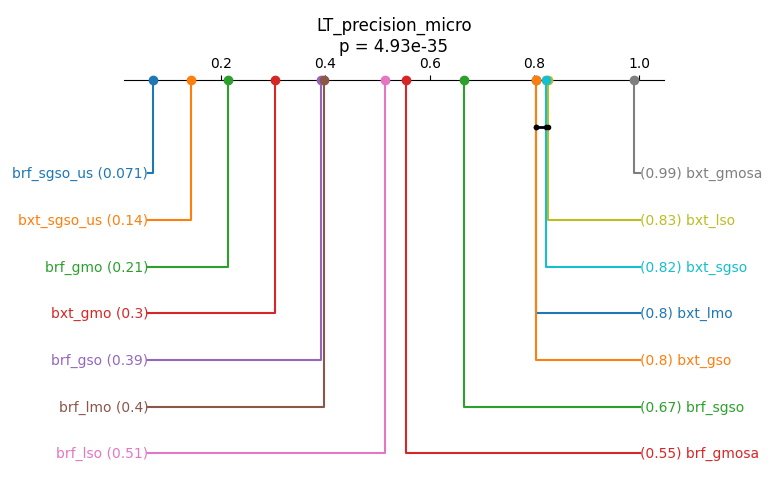 LT_precision_micro
p = 4.93e-35
0.2 0.4 0.6 0.8 1.0
brf_sgso_us (0.071) (0.99) bxt_gmosa
bxt_sgso_us (0.14) (0.83) bxt_lso
brf_gmo (0.21) (0.82) bxt_sgso
bxt_gmo (0.3) (0.8) bxt_lmo
brf_gso (0.39) (0.8) bxt_gso
brf_lmo (0.4) (0.67) brf_sgso
brf_lso (0.51) (0.55) brf_gmosa